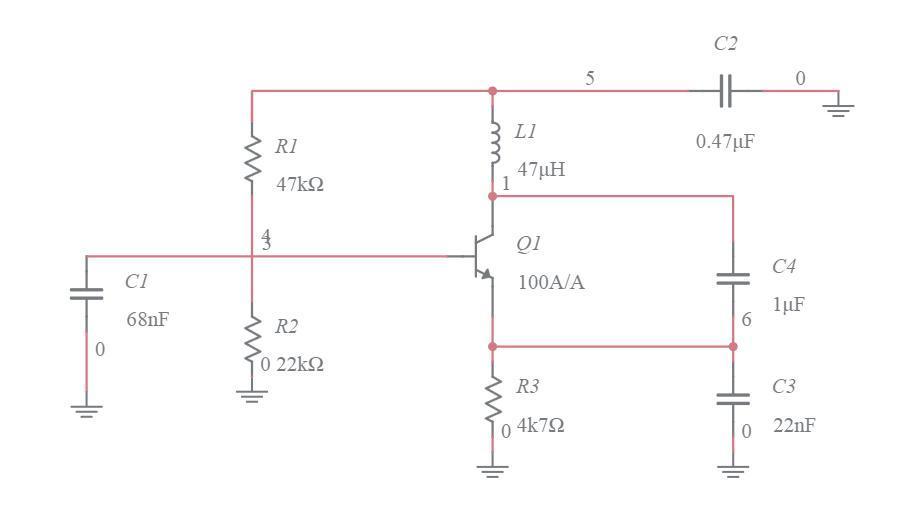 C2
5
0
0.47µF
L1
47µH
R1
47kΩ
1
4
3
Q1
100A/A
C4
1µF
6
C1
68nF
0
R2
0 22kΩ
R3
0 4k7Ω
C3
0 22nF